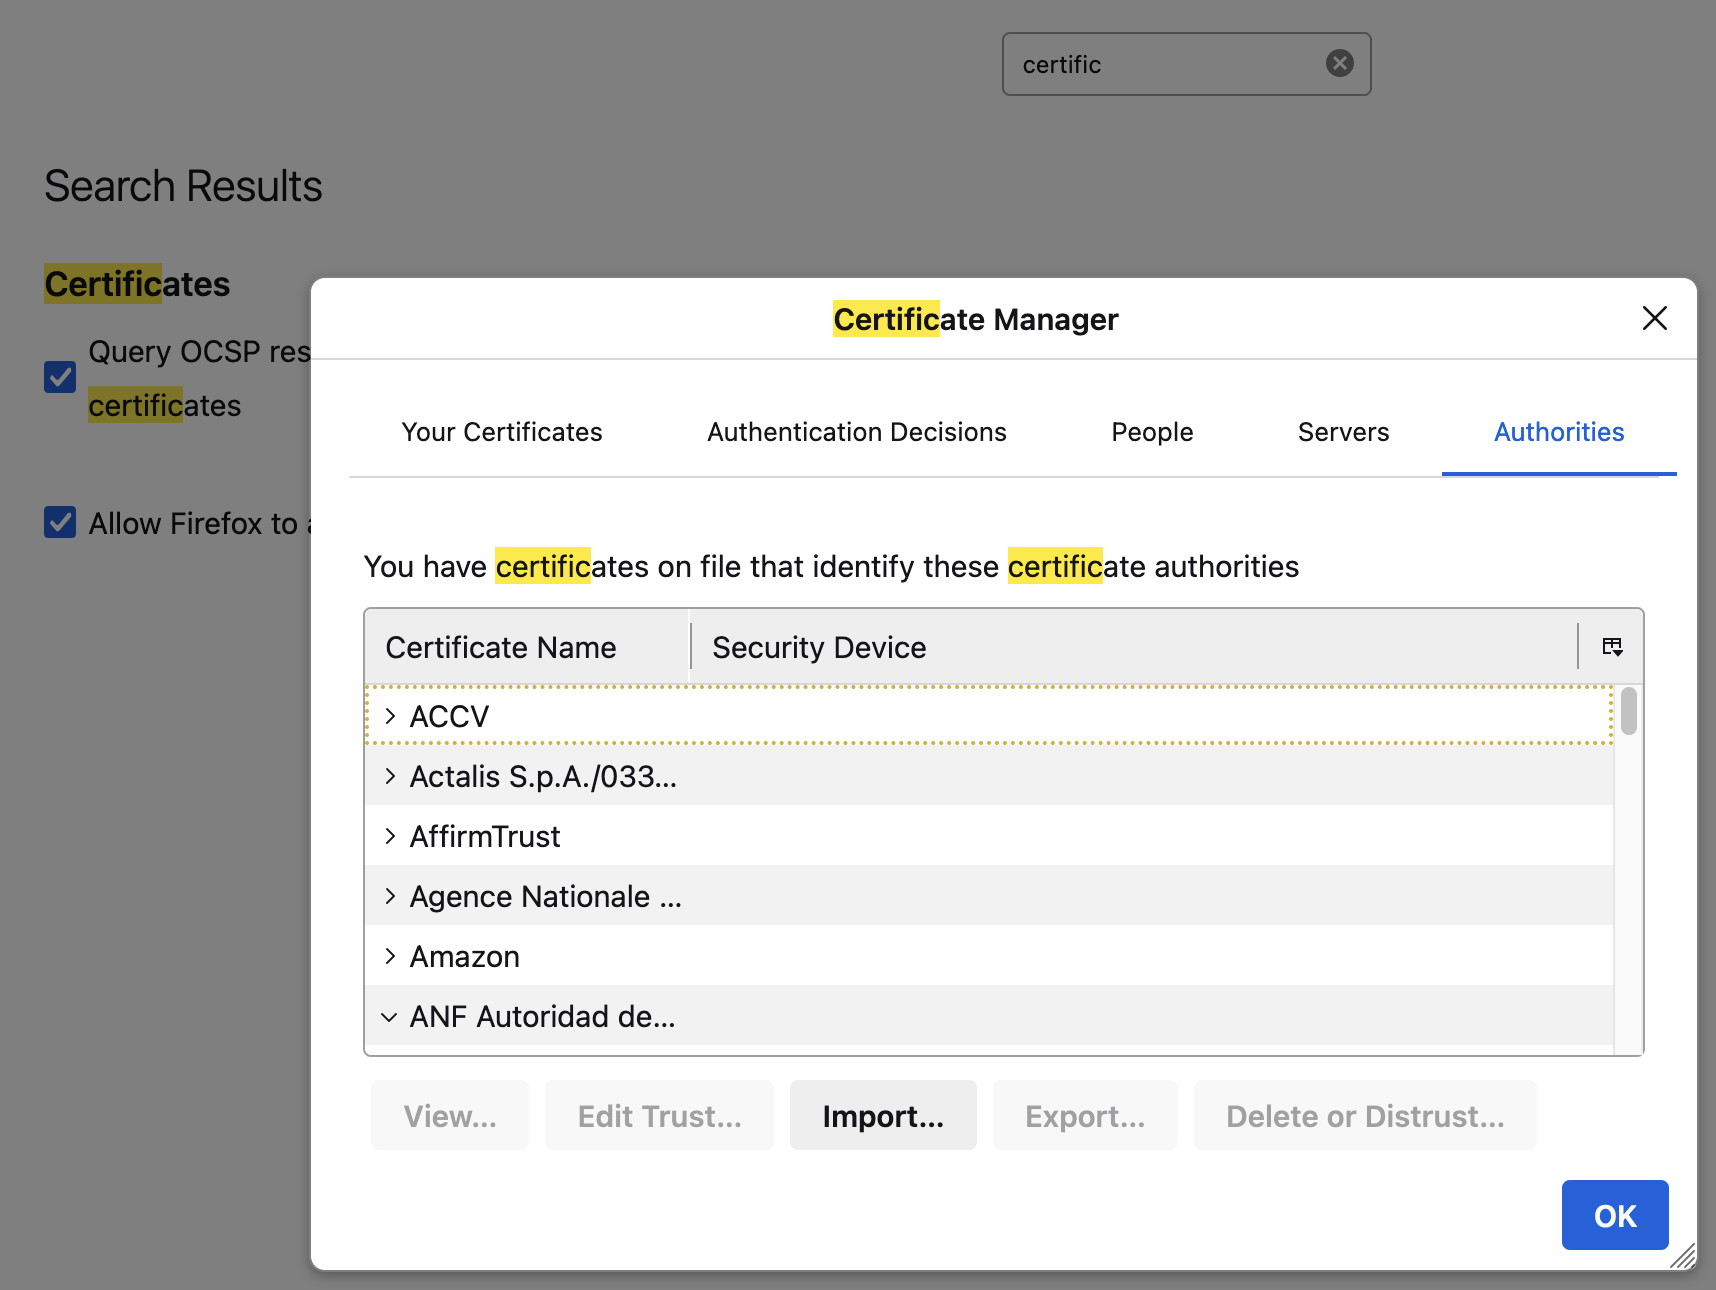 certific
Search Results
Certificates
Query OCSP res
certificates
Allow Firefox to
Certificate Manager
Your Certificates
Authentication Decisions
People
Servers
Authorities
You have certificates on file that identify these certificate authorities
Certificate Name
Security Device
ACCV
Actalis S.p.A./033...
AffirmTrust
Agence Nationale ...
Amazon
ANF Autoridad de...
View...
Edit Trust...
Import...
Export...
Delete or Distrust...
OK